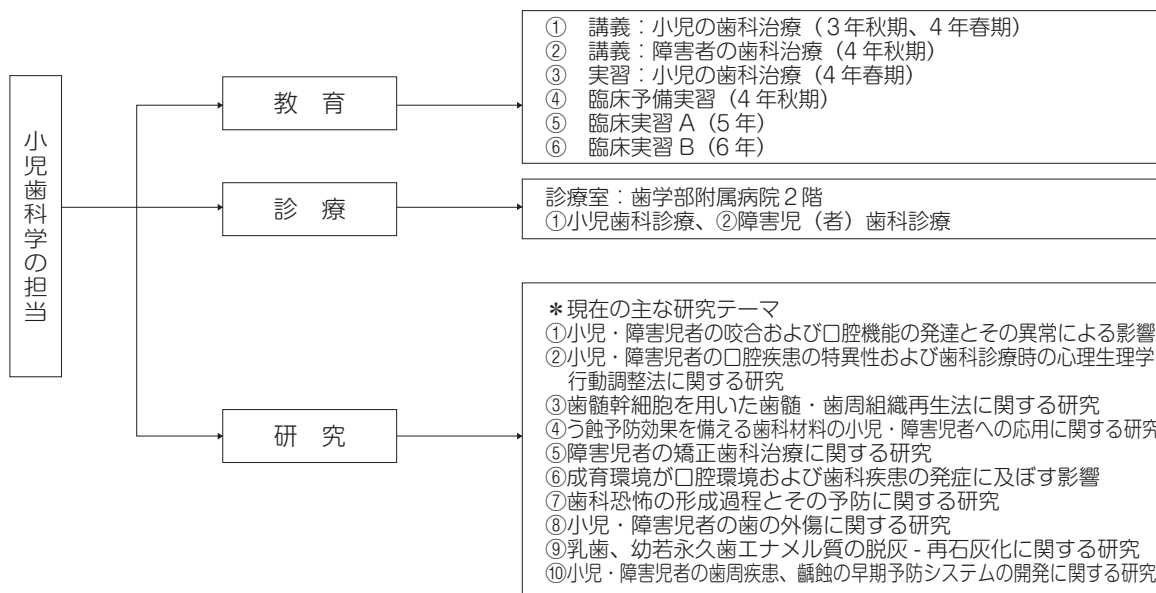 小児歯科学の担当
教 育
① 講義：小児の歯科治療（３年秋期、４年春期）
② 講義：障害者の歯科治療（４年秋期）
③ 実習：小児の歯科治療（４年春期）
④ 臨床予備実習（４年秋期）
⑤ 臨床実習Ａ（５年）
⑥ 臨床実習Ｂ（６年）
診 療
診療室：歯学部附属病院２階
①小児歯科診療、②障害児（者）歯科診療
研 究
＊現在の主な研究テーマ
①小児・障害児者の咬合および口腔機能の発達とその異常による影響
②小児・障害児者の口腔疾患の特異性および歯科診療時の心理生理学
行動調整法に関する研究
③歯髄幹細胞を用いた歯髄・歯周組織再生法に関する研究
④う蝕予防効果を備える歯科材料の小児・障害児者への応用に関する研究
⑤障害児者の矯正歯科治療に関する研究
⑥成育環境が口腔環境および歯科疾患の発症に及ぼす影響
⑦歯科恐怖の形成過程とその予防に関する研究
⑧小児・障害児者の歯の外傷に関する研究
⑨乳歯、幼若永久歯エナメル質の脱灰 - 再石灰化に関する研究
⑩小児・障害児者の歯周疾患、齲蝕の早期予防システムの開発に関する研究